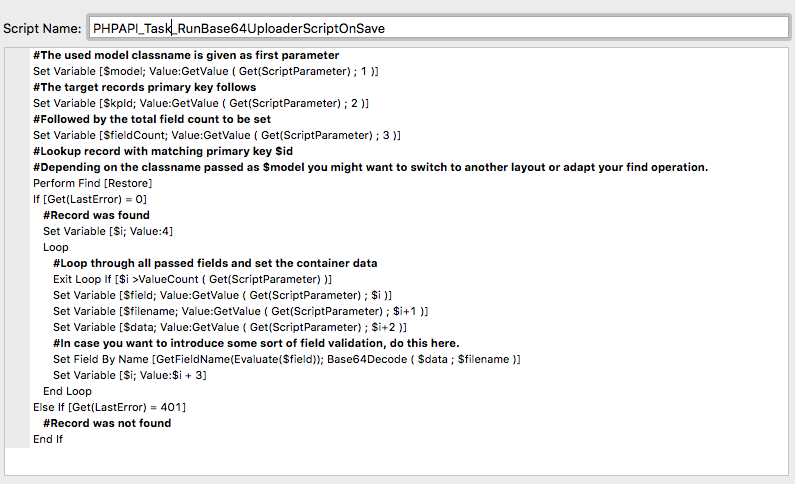 Script Name: PHPAPI_Task_RunBase64UploaderScriptOnSave
#The used model classname is given as first parameter
Set Variable [$model; Value:GetValue ( Get(ScriptParameter) ; 1 )]
#The target records primary key follows
Set Variable [$kpId; Value:GetValue ( Get(ScriptParameter) ; 2 )]
#Followed by the total field count to be set
Set Variable [$fieldCount; Value:GetValue ( Get(ScriptParameter) ; 3 )]
#Lookup record with matching primary key $id
#Depending on the classname passed as $model you might want to switch to another layout or adapt your find operation.
Perform Find [Restore]
If [Get(LastError) = 0]
#Record was found
Set Variable [$i; Value:4]
Loop
#Loop through all passed fields and set the container data
Exit Loop If [$i >ValueCount ( Get(ScriptParameter) )]
Set Variable [$field; Value:GetValue ( Get(ScriptParameter) ; $i )]
Set Variable [$filename; Value:GetValue ( Get(ScriptParameter) ; $i+1 )]
Set Variable [$data; Value:GetValue ( Get(ScriptParameter) ; $i+2 )]
#In case you want to introduce some sort of field validation, do this here.
Set Field By Name [GetFieldName(Evaluate($field)); Base64Decode ( $data ; $filename )]
Set Variable [$i; Value:$i + 3]
End Loop
Else If [Get(LastError) = 401]
#Record was not found
End If